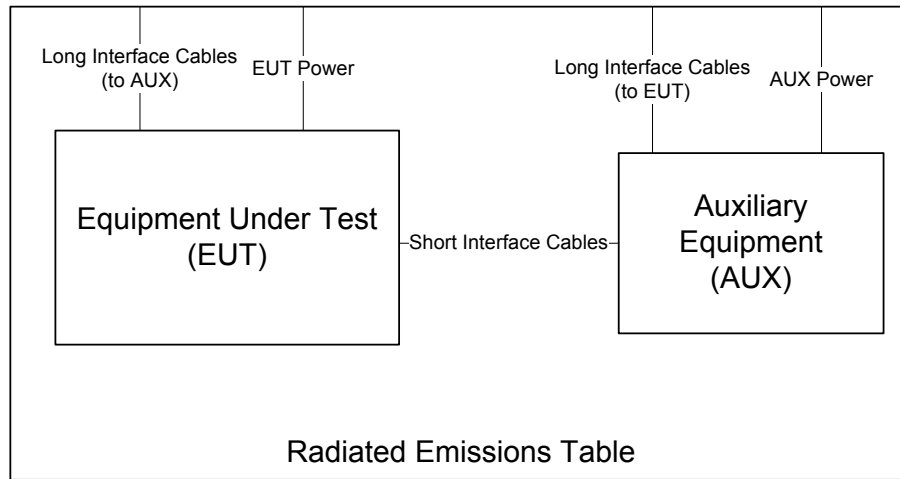 Long Interface Cables
(to AUX)
EUT Power
Long Interface Cables
(to EUT)
AUX Power
Equipment Under Test
(EUT)
Short Interface Cables
Auxiliary
Equipment
(AUX)
Radiated Emissions Table